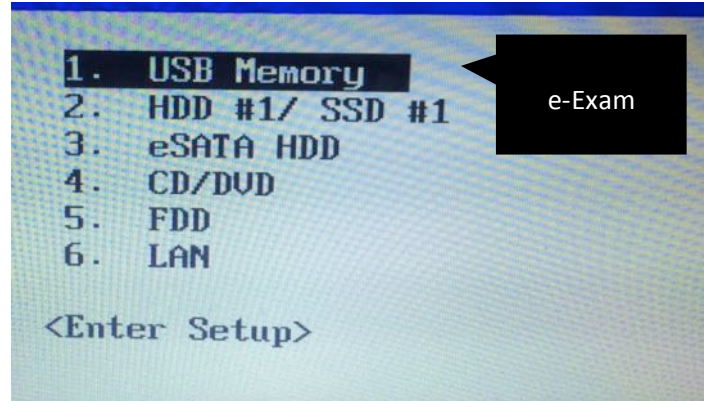 1. USB Memory
e-Exam
2. HDD #1/ SSD #1
3. eSATA HDD
4. CD/DVD
5. FDD
6. LAN
<Enter Setup>